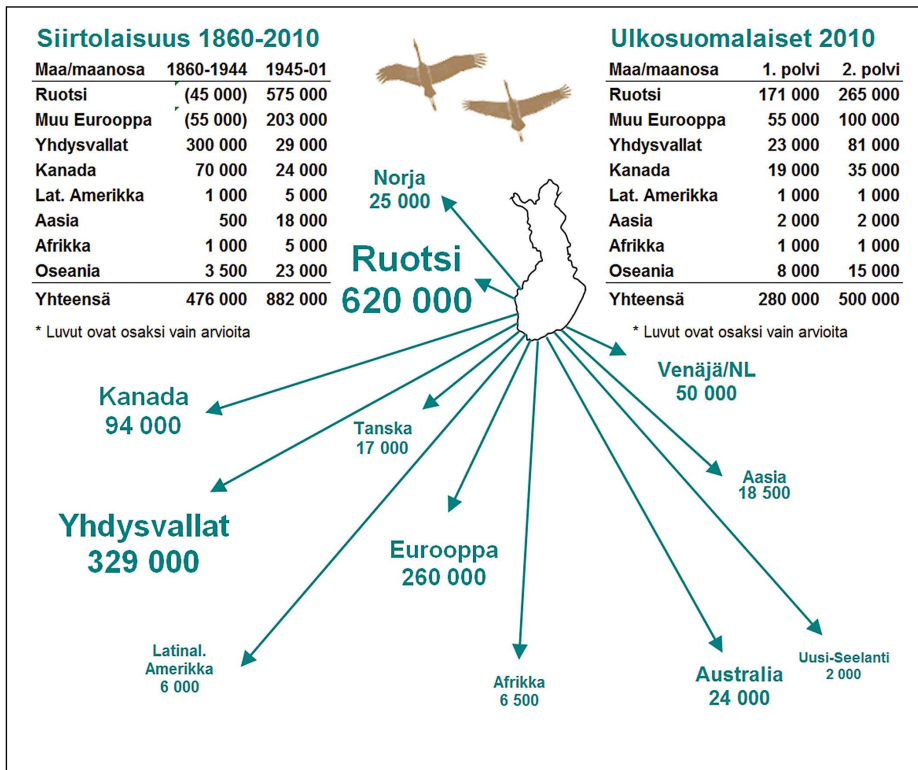 Siirtolaisuus 1860-2010
Maa/maanosa 1860-1944 1945-01
Ruotsi (45 000) 575 000
Muu Eurooppa (55 000) 203 000
Yhdysvallat 300 000 29 000
Kanada 70 000 24 000
Lat. Amerikka 1 000 5 000
Aasia 500 18 000
Afrikka 1 000 5 000
Oseania 3 500 23 000
Yhteensä 476 000 882 000
* Luvut ovat osaksi vain arvioita
Ulkosuomalaiset 2010
Maa/maanosa 1. polvi 2. polvi
Ruotsi 171 000 265 000
Muu Eurooppa 55 000 100 000
Yhdysvallat 23 000 81 000
Kanada 19 000 35 000
Lat. Amerikka 1 000 1 000
Aasia 2 000 2 000
Afrikka 1 000 1 000
Oseania 8 000 15 000
Yhteensä 280 000 500 000
* Luvut ovat osaksi vain arvioita
Norja
25 000
Ruotsi
620 000
Kanada
94 000
Tanska
17 000
Venäjä/NL
50 000
Aasia
18 500
Yhdysvallat
329 000
Eurooppa
260 000
Latinal.
Amerikka
6 000
Afrikka
6 500
Australia
24 000
Uusi-Seelanti
2 000